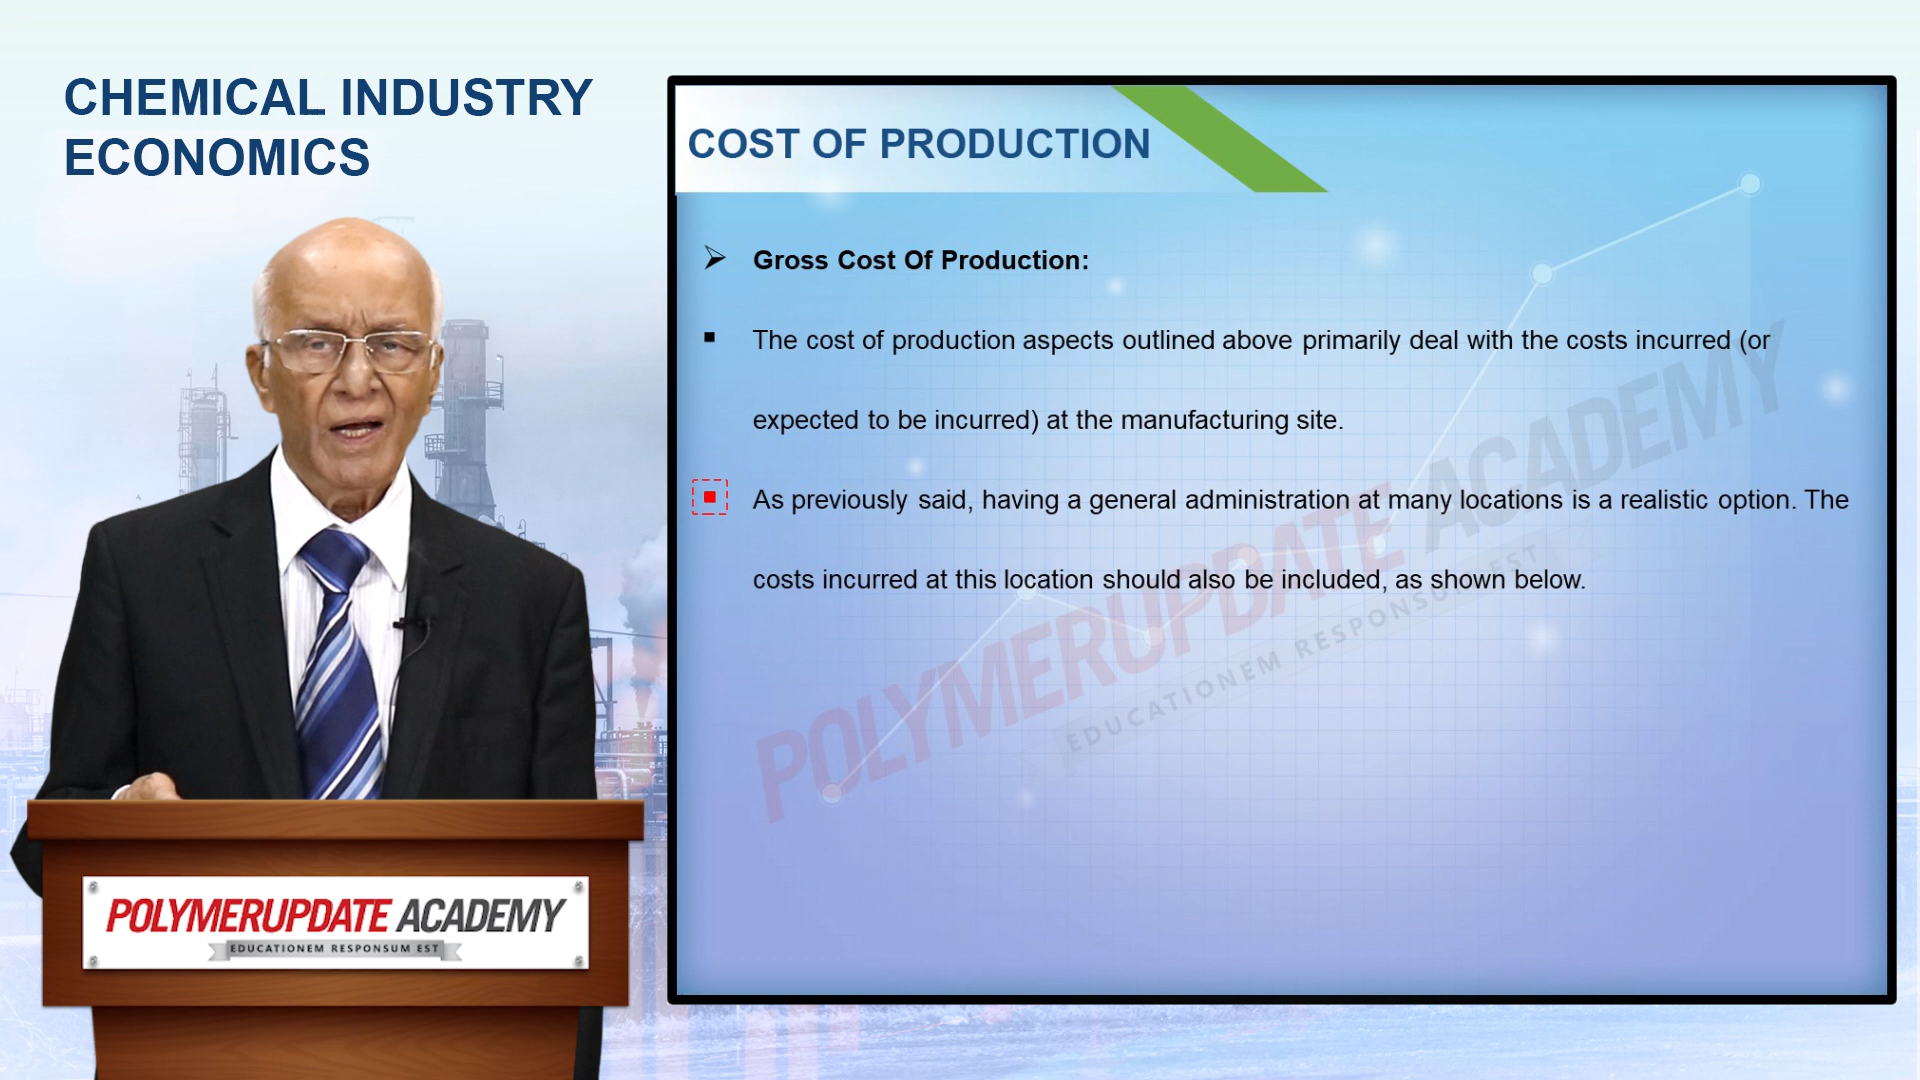 CHEMICAL INDUSTRY
ECONOMICS
COST OF PRODUCTION
Gross Cost Of Production:
The cost of production aspects outlined above primarily deal with the costs incurred (or
expected to be incurred) at the manufacturing site.
As previously said, having a general administration at many locations is a realistic option. The
costs incurred at this location should also be included, as shown below.
POLYMERUPDATE ACADEMY
EDUCATIONEM RESPONSUM EST
POLYMERUPDATE ACADEMY
EDUCATIONEM RESPONSUM EST